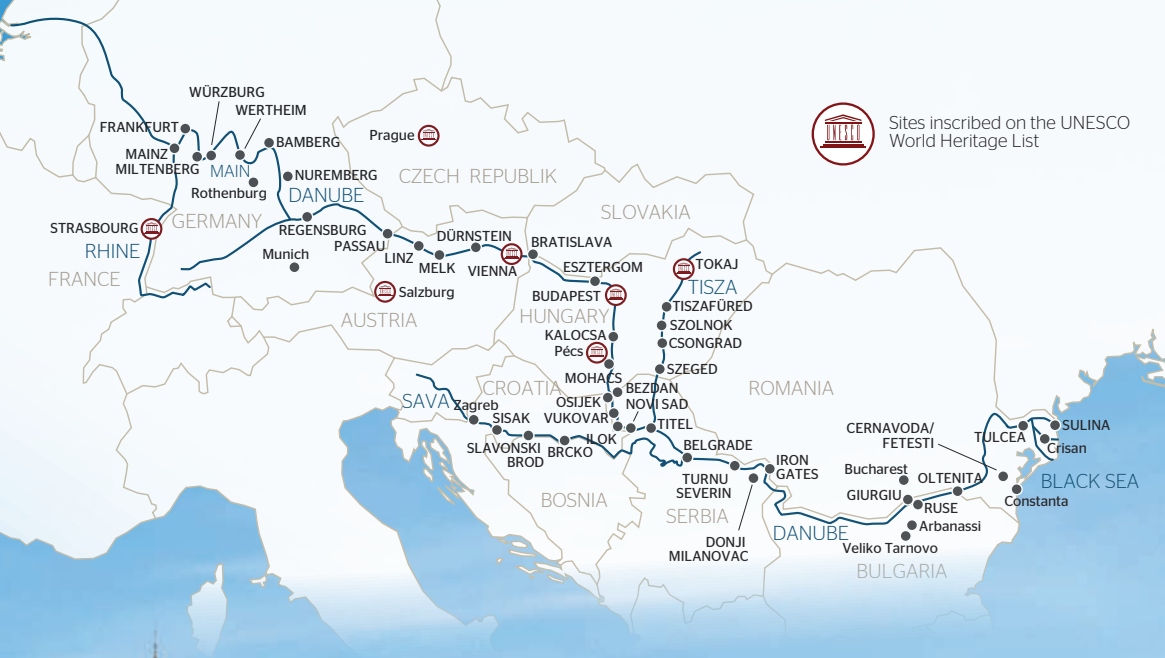 WÜRZBURG
WERTHEIM
FRANKFURT
BAMBERG
Prague
UNESCO
Sites inscribed on the UNESCO
World Heritage List
MAINZ
MILTENBERG
MAIN
NUREMBERG
CZECH REPUBLIK
Rothenburg
DANUBE
STRASBOURG
GERMANY
REGENSBURG
SLOVAKIA
RHINE
PASSAU
DÜRNSTEIN
BRATISLAVA
Munich
LINZ
MELK
VIENNA
ESZTERGOM
TOKAJ
FRANCE
TISZA
Salzburg
BUDAPEST
TISZAFÜRED
AUSTRIA
HUNGARY
SZOLNOK
KALOCSA
CSONGRAD
Pécs
SZEGED
MOHACS
CROATIA
BEZDAN
ROMANIA
SAVA
Zagreb
OSIJEK
NOVI SAD
SISAK
VUKOVAR
TITEL
CERNAVODA/
FETESTI
TULCEA
SULINA
Crisan
SLAVONSKI
BROD
BRCKO
ILOK
BELGRADE
IRON
GATES
TURNU
SEVERIN
Bucharest
OLTENITA
BLACK SEA
BOSNIA
GIURGIU
RUSE
Constanta
SERBIA
DANUBE
Arbanassi
DONJI
MILANOVAC
Veliko Tarnovo
BULGARIA